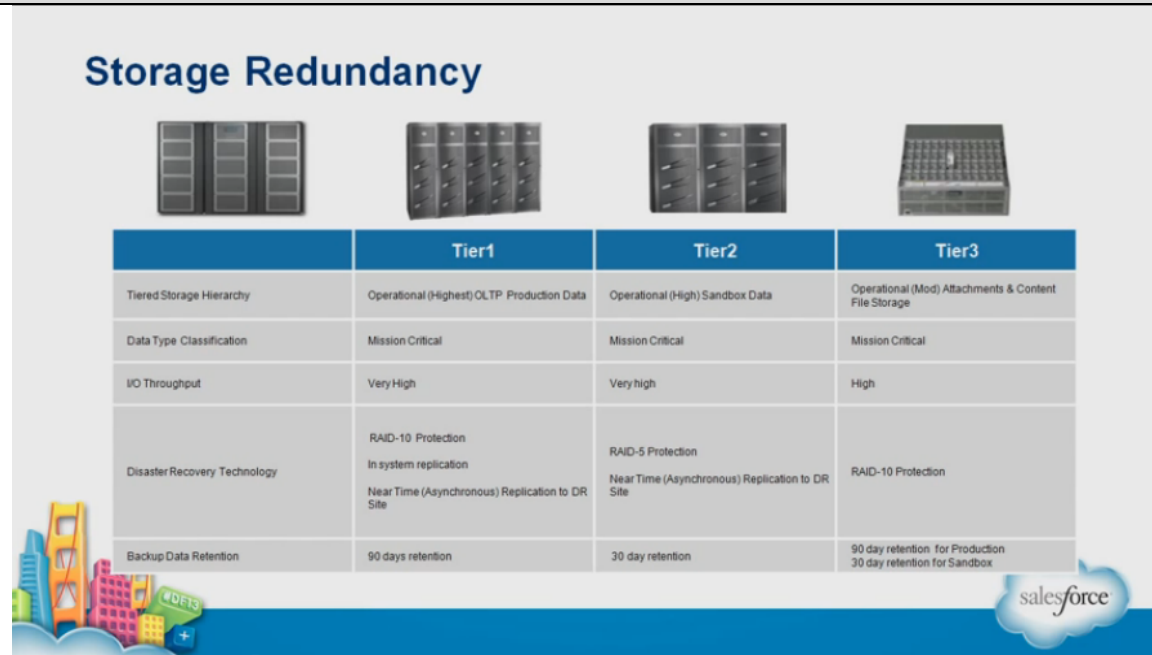 Storage Redundancy
Tier1
Tier2
Tier3
Tiered Storage Hierarchy
Operational (Highest) OLTP Production Data
Operational (High) Sandbox Data
Operational (Mod) Attachments & Content
File Storage
Data Type Classification
Mission Critical
Mission Critical
Mission Critical
I/O Throughput
Very High
Very high
High
Disaster Recovery Technology
RAID-10 Protection
In system replication
Near Time (Asynchronous) Replication to DR
Site
RAID-5 Protection
Near Time (Asynchronous) Replication to DR
Site
RAID-10 Protection
Backup Data Retention
90 days retention
30 day retention
90 day retention for Production
30 day retention for Sandbox
#DF13
salesforce